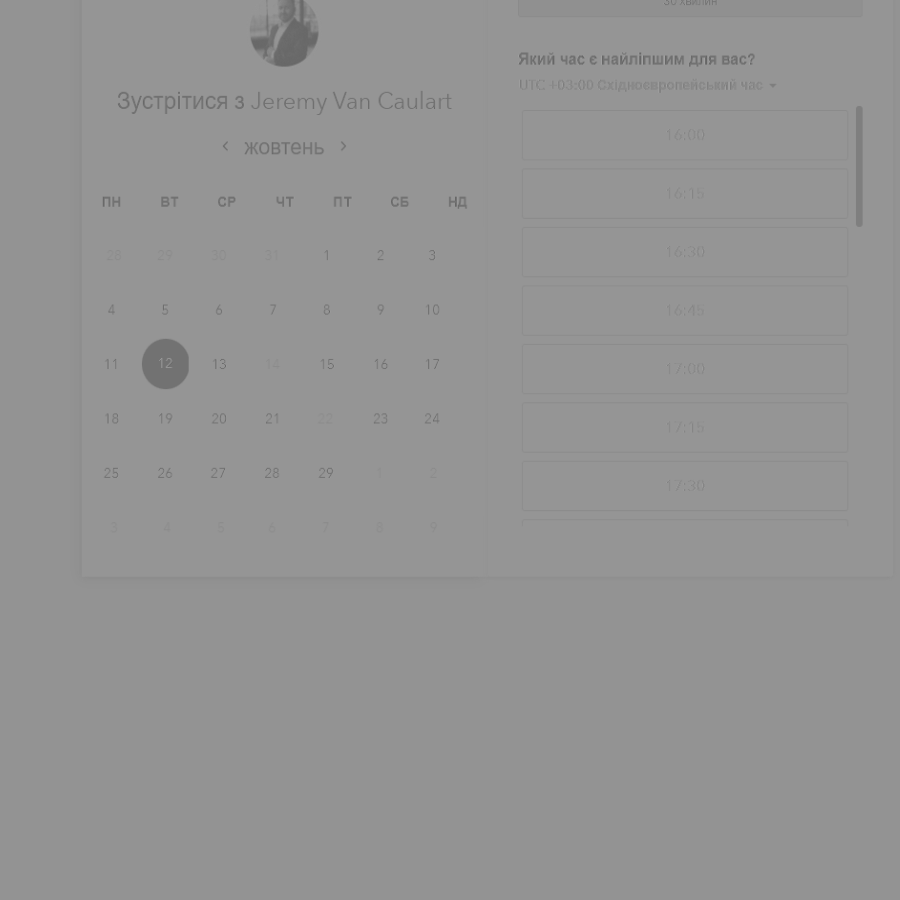 Зустрітися з Jeremy Van Caulart
жовтень
ПН ВТ СР ЧТ ПТ СБ НД
28 29 30 31 1 2 3
4 5 6 7 8 9 10
11 12 13 14 15 16 17
18 19 20 21 22 23 24
25 26 27 28 29 1 2
3 4 5 6 7 8 9
30 хвилин
Який час є найліпшим для вас?
UTC +03:00 Східноєвропейський час
16:00
16:15
16:30
16:45
17:00
17:15
17:30